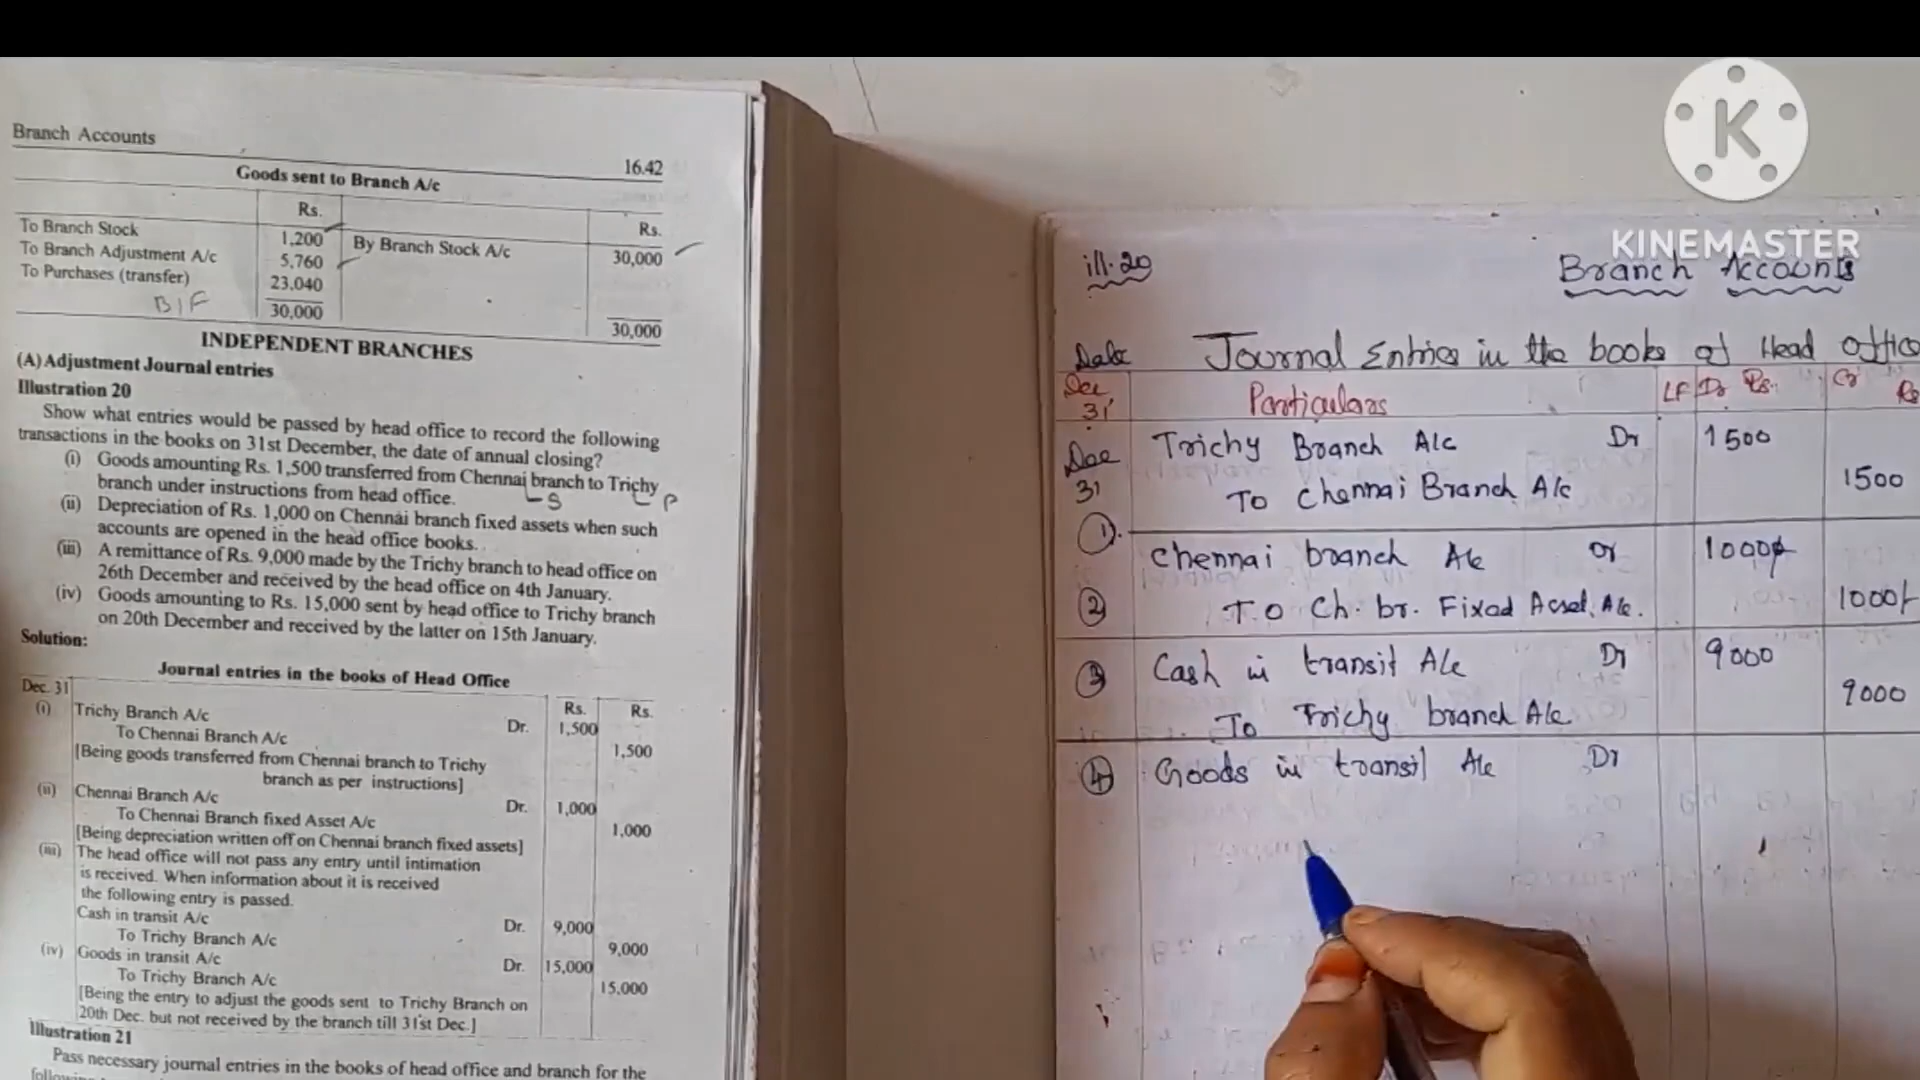 Branch Accounts
16.42
Goods sent to Branch A/c
Rs.
Rs.
To Branch Stock 1,200 By Branch Stock A/c 30,000
To Branch Adjustment A/c 5,760
To Purchases (transfer) 23,040
B/F
30,000 30,000
INDEPENDENT BRANCHES
(A) Adjustment Journal entries
Illustration 20
Show what entries would be passed by head office to record the following
transactions in the books on 31st December, the date of annual closing?
(i) Goods amounting Rs. 1,500 transferred from Chennai branch to Trichy
branch under instructions from head office.
S P
(ii) Depreciation of Rs. 1,000 on Chennai branch fixed assets when such
accounts are opened in the head office books.
(iii) A remittance of Rs. 9,000 made by the Trichy branch to head office on
26th December and received by the head office on 4th January.
(iv) Goods amounting to Rs. 15,000 sent by head office to Trichy branch
on 20th December and received by the latter on 15th January.
Solution:
Journal entries in the books of Head Office
Dec. 31 Rs. Rs.
(i) Trichy Branch A/c Dr. 1,500
To Chennai Branch A/c 1,500
[Being goods transferred from Chennai branch to Trichy
branch as per instructions]
(ii) Chennai Branch A/c Dr. 1,000
To Chennai Branch fixed Asset A/c 1,000
[Being depreciation written off on Chennai branch fixed assets]
(iii) The head office will not pass any entry until intimation
is received. When information about it is received
the following entry is passed.
Cash in transit A/c Dr. 9,000
To Trichy Branch A/c 9,000
(iv) Goods in transit A/c Dr. 15,000
To Trichy Branch A/c 15,000
[Being the entry to adjust the goods sent to Trichy Branch on
20th Dec. but not received by the branch till 31st Dec.]
Illustration 21
Pass necessary journal entries in the books of head office and branch for the
K
KINEMASTER
ill.20 Branch Accounts
Date Journal Entries in the books of Head Office
Dec 31 Particulars LF Dr Rs. Cr Rs
Dec 31 Trichy Branch A/c Dr 1500
To Chennai Branch A/c 1500
①. Chennai branch A/c Dr 1000/-
② To Ch. br. Fixed Asset A/c. 1000/-
③ Cash in transit A/c Dr 9000
To Trichy branch A/c 9000
④ Goods in transit A/c Dr